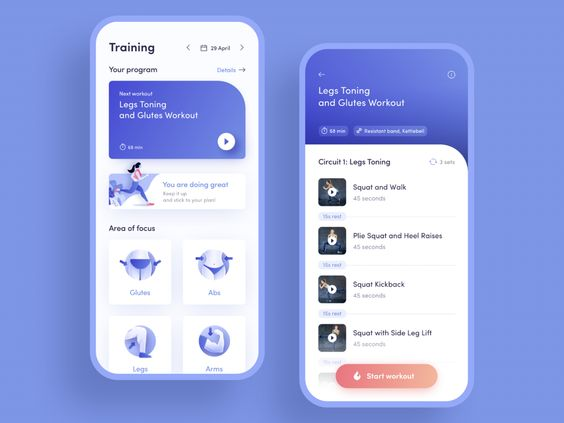 Training
29 April
Your program
Details
Next workout
Legs Toning
and Glutes Workout
68 min
You are doing great
Keep it up
and stick to your plan!
Area of focus
Glutes
Abs
Legs
Arms
Legs Toning
and Glutes Workout
68 min
Resistant band, Kettlebell
Circuit 1: Legs Toning
3 sets
Squat and Walk
45 seconds
15s rest
Plie Squat and Heel Raises
45 seconds
15s rest
Squat Kickback
45 seconds
15s rest
Squat with Side Leg Lift
45 seconds
15s rest
Start workout